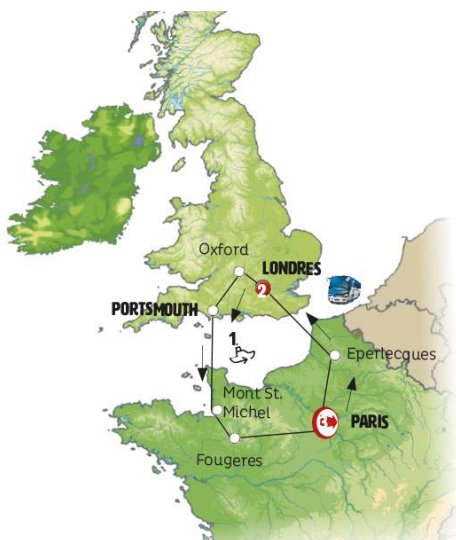 Oxford
LONDRES
2
PORTSMOUTH
1
Eperlecques
Mont St.
Michel
PARIS
Fougeres